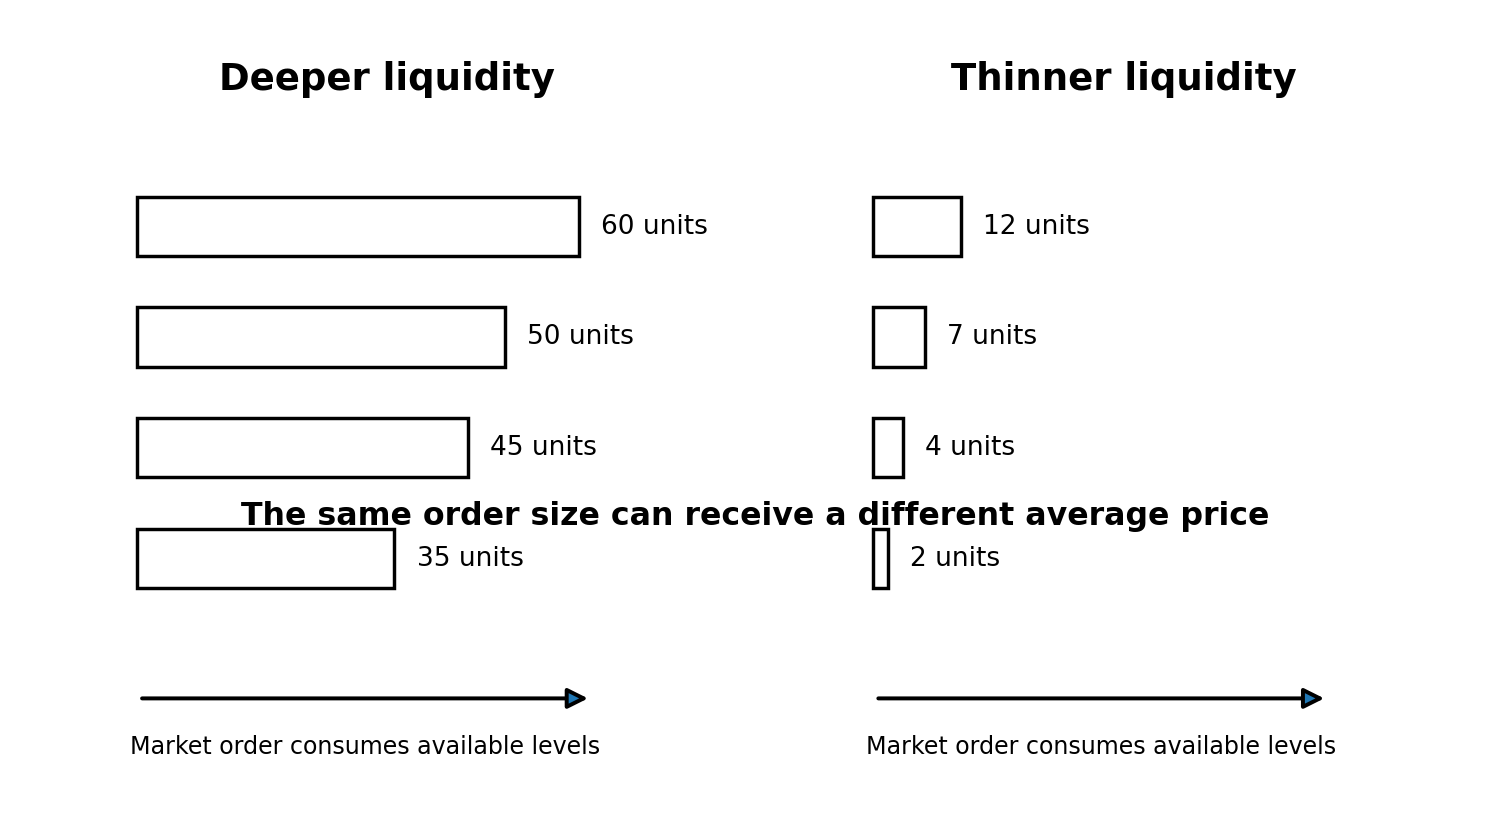 Deeper liquidity
60 units
50 units
45 units
35 units
Market order consumes available levels
Thinner liquidity
12 units
7 units
4 units
2 units
Market order consumes available levels
The same order size can receive a different average price